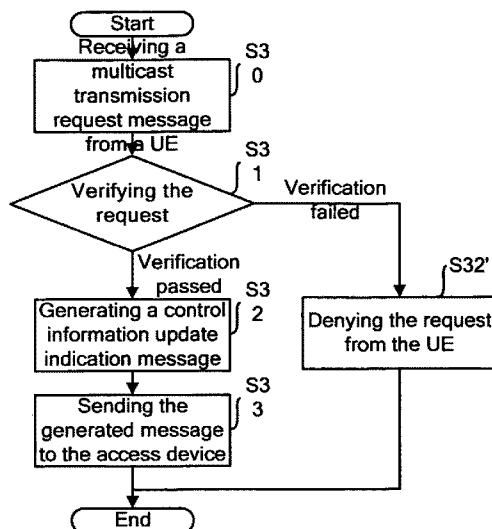 Start
Receiving a
multicast
transmission
request message
from a UE
S3
0
Verifying the
request
S3
1
Verification
failed
Verification
passed
S32'
Denying the request
from the UE
Generating a control
information update
indication message
S3
2
Sending the
generated message
to the access device
S3
3
End